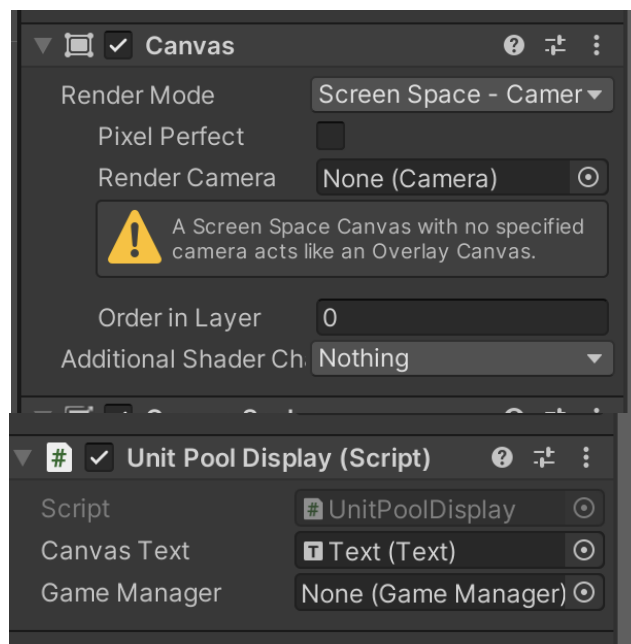 Canvas
Render Mode Screen Space - Camer
Pixel Perfect
Render Camera None (Camera)
A Screen Space Canvas with no specified
camera acts like an Overlay Canvas.
Order in Layer 0
Additional Shader Ch Nothing
# Unit Pool Display (Script)
Script # UnitPoolDisplay
Canvas Text T Text (Text)
Game Manager None (Game Manager)